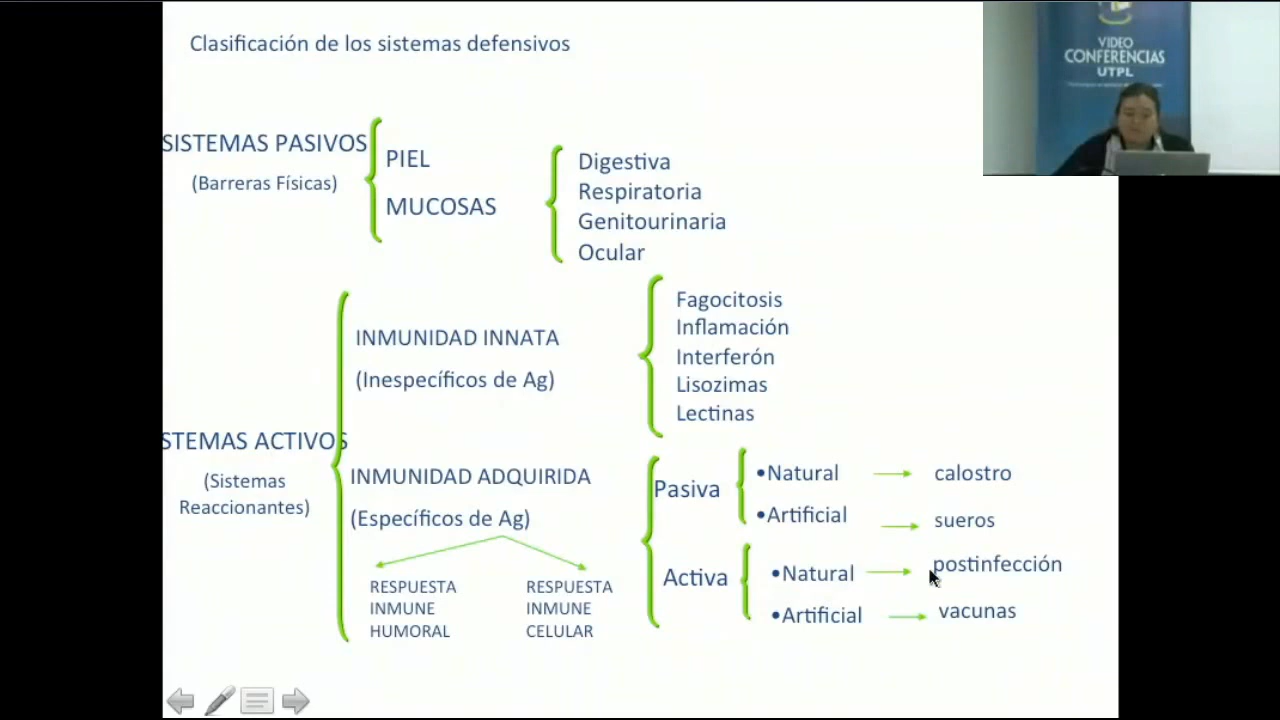 Clasificación de los sistemas defensivos
VIDEO
CONFERENCIAS
UTPL
SISTEMAS PASIVOS
(Barreras Físicas)
PIEL
MUCOSAS
Digestiva
Respiratoria
Genitourinaria
Ocular
STEMAS ACTIVOS
(Sistemas
Reaccionantes)
INMUNIDAD INNATA
(Inespecíficos de Ag)
Fagocitosis
Inflamación
Interferón
Lisozimas
Lectinas
INMUNIDAD ADQUIRIDA
(Específicos de Ag)
RESPUESTA
INMUNE
HUMORAL
RESPUESTA
INMUNE
CELULAR
Pasiva
•Natural
calostro
•Artificial
sueros
Activa
•Natural
postinfección
•Artificial
vacunas